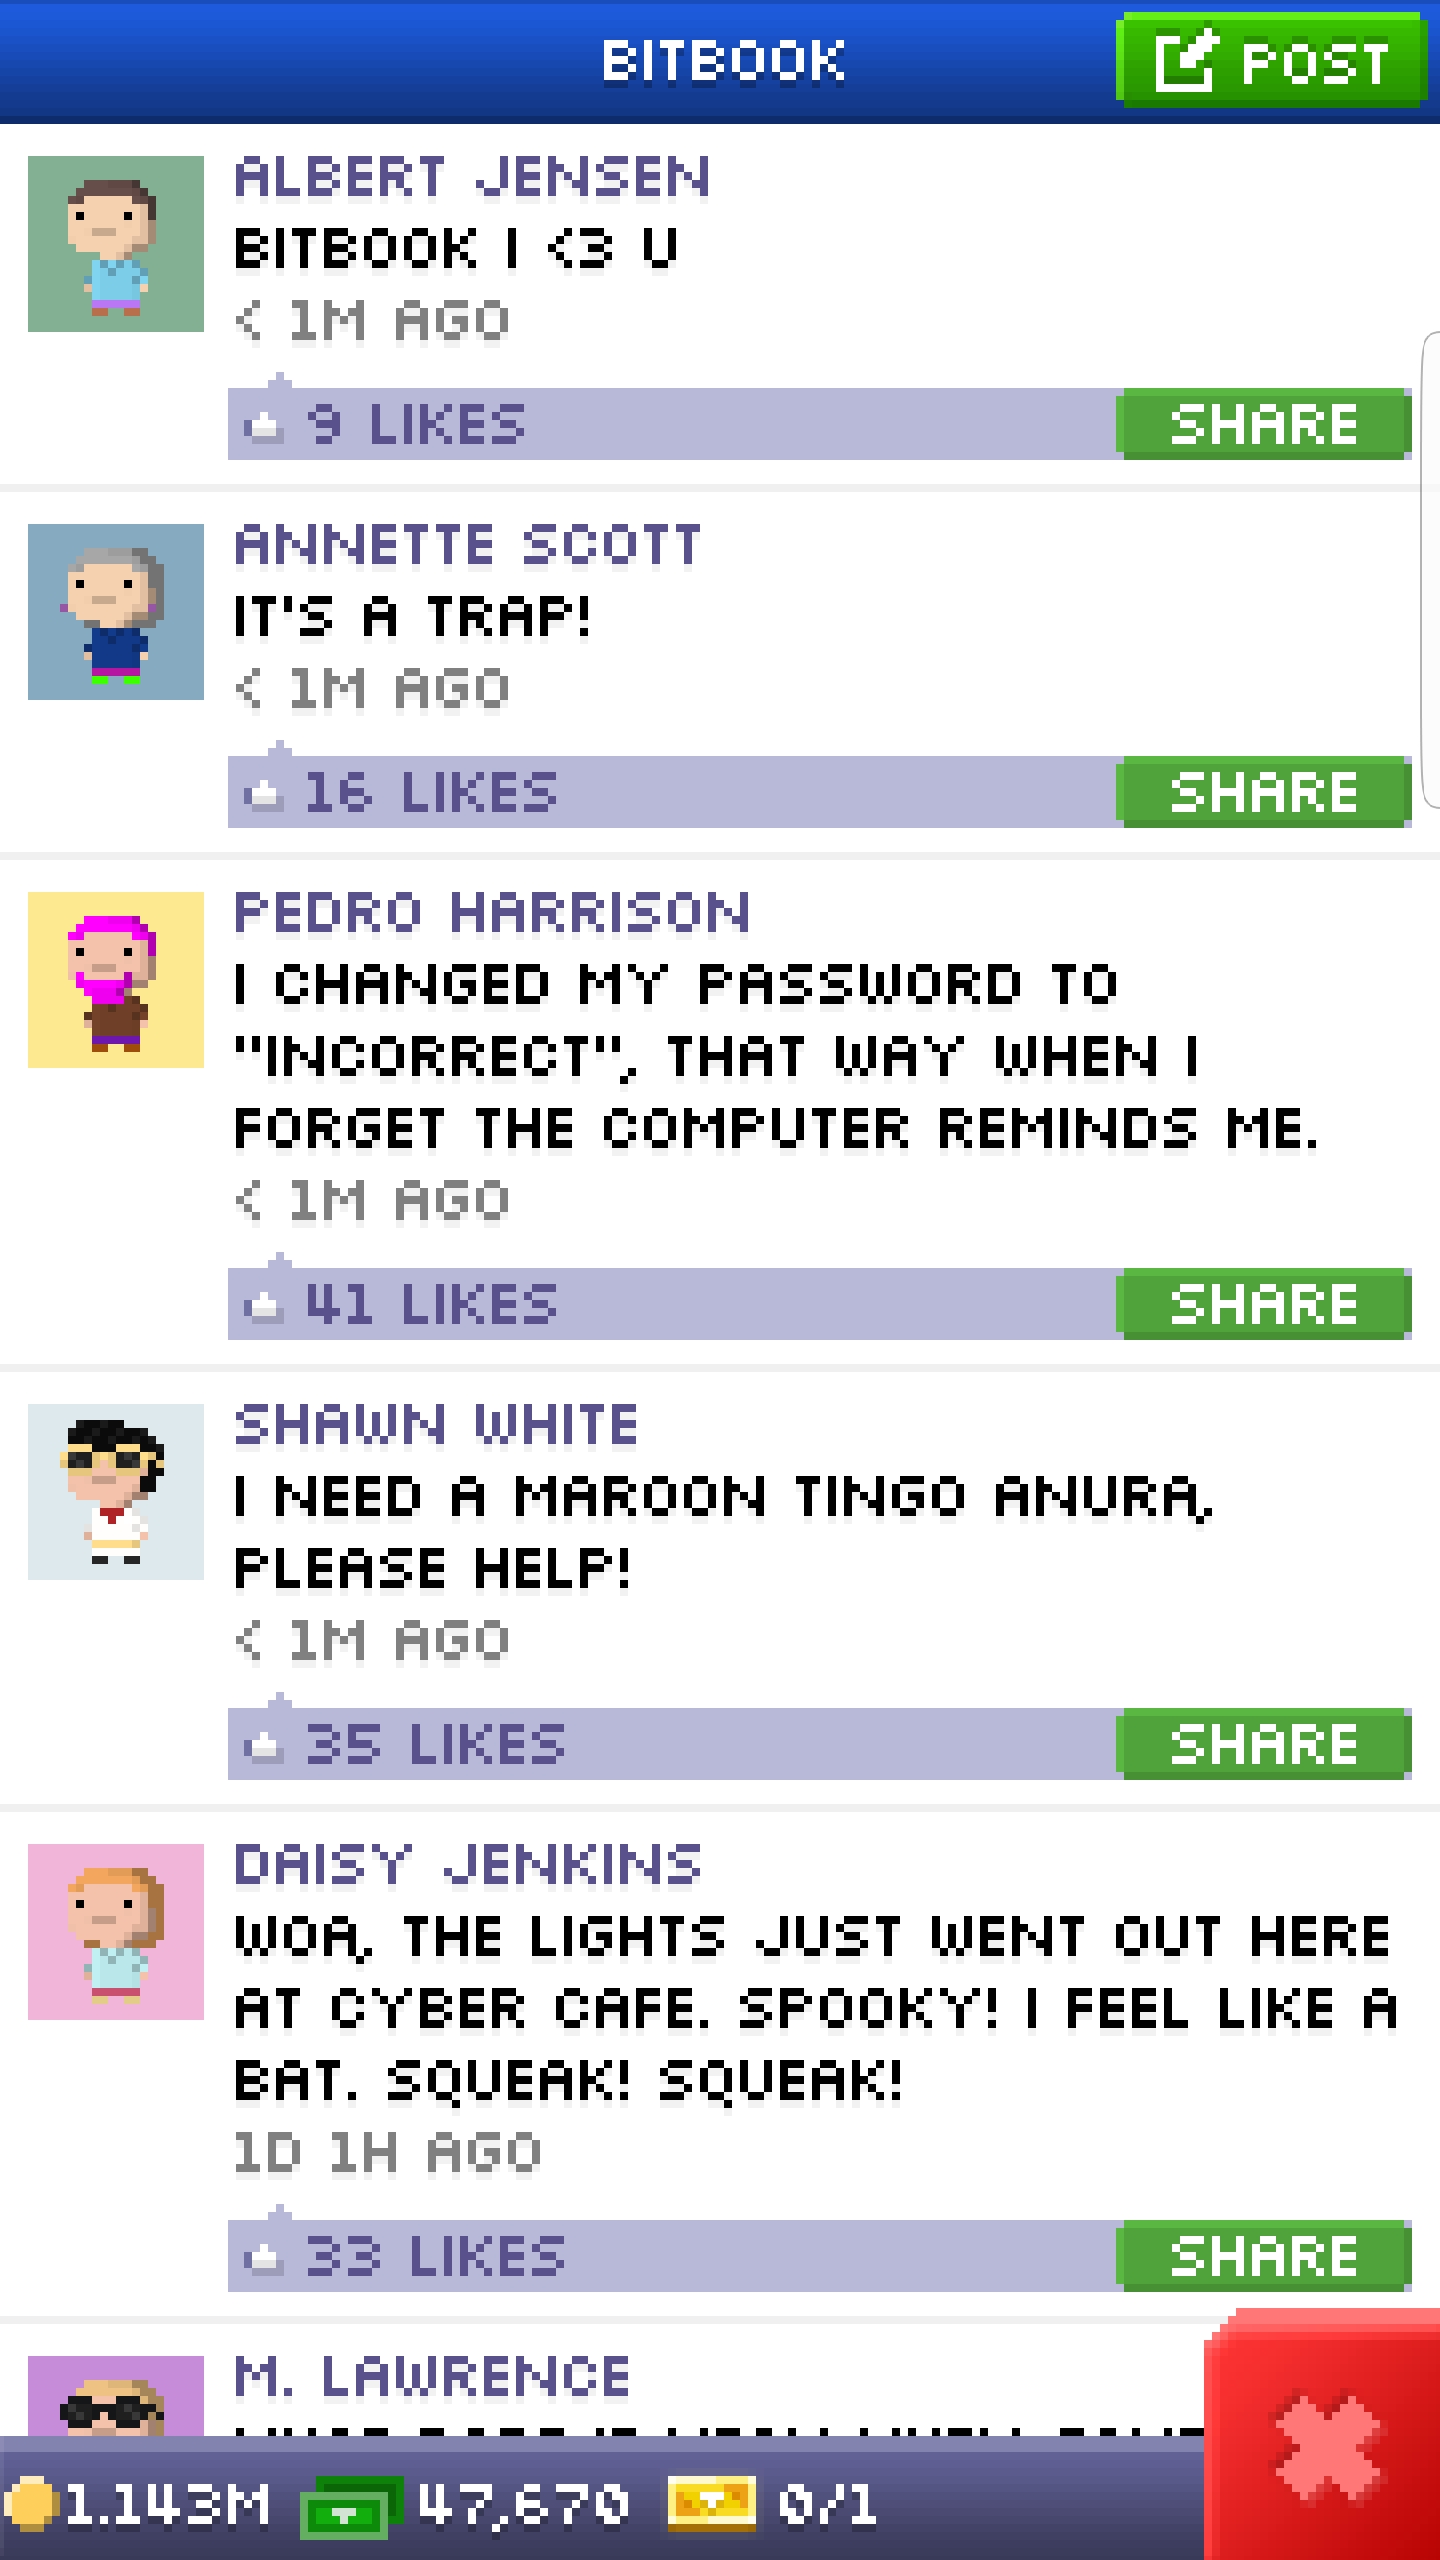 BITBOOK
POST
ALBERT JENSEN
BITBOOK I <3 U
< 1M AGO
9 LIKES
SHARE
ANNETTE SCOTT
IT'S A TRAP!
< 1M AGO
16 LIKES
SHARE
PEDRO HARRISON
I CHANGED MY PASSWORD TO
"INCORRECT", THAT WAY WHEN I
FORGET THE COMPUTER REMINDS ME.
< 1M AGO
41 LIKES
SHARE
SHAWN WHITE
I NEED A MAROON TINGO ANURA,
PLEASE HELP!
< 1M AGO
35 LIKES
SHARE
DAISY JENKINS
WOA, THE LIGHTS JUST WENT OUT HERE
AT CYBER CAFE. SPOOKY! I FEEL LIKE A
BAT. SQUEAK! SQUEAK!
1D 1H AGO
33 LIKES
SHARE
M. LAWRENCE
1.143M
47,670
0/1